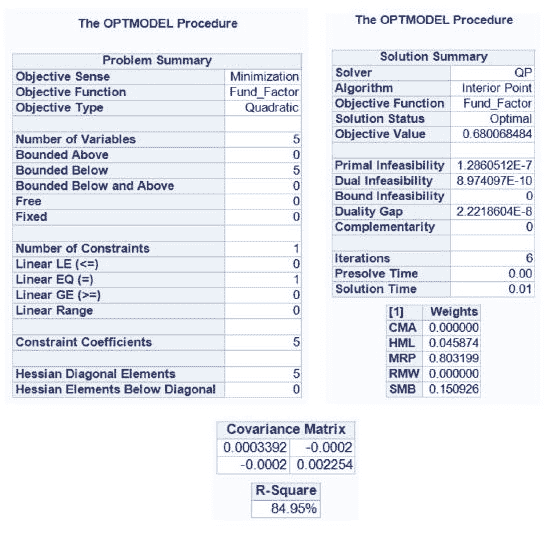 The OPTMODEL Procedure
Problem Summary
Objective Sense Minimization
Objective Function Fund_Factor
Objective Type Quadratic
Number of Variables 5
Bounded Above 0
Bounded Below 5
Bounded Below and Above 0
Free 0
Fixed 0
Number of Constraints 1
Linear LE (<=) 0
Linear EQ (=) 1
Linear GE (>=) 0
Linear Range 0
Constraint Coefficients 5
Hessian Diagonal Elements 5
Hessian Elements Below Diagonal 0
The OPTMODEL Procedure
Solution Summary
Solver QP
Algorithm Interior Point
Objective Function Fund_Factor
Solution Status Optimal
Objective Value 0.680068484
Primal Infeasibility 1.2860512E-7
Dual Infeasibility 8.974097E-10
Bound Infeasibility 0
Duality Gap 2.2218604E-8
Complementarity 0
Iterations 6
Presolve Time 0.00
Solution Time 0.01
[1] Weights
CMA 0.000000
HML 0.045874
MRP 0.803199
RMW 0.000000
SMB 0.150926
Covariance Matrix
0.0003392 -0.0002
-0.0002 0.002254
R-Square
84.95%